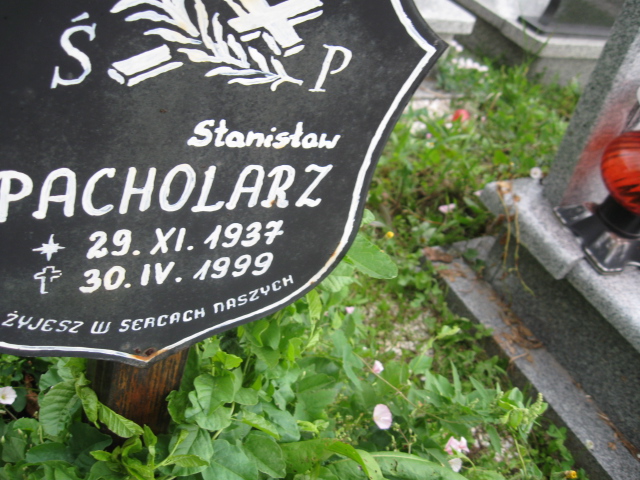 Ś P
Stanisław
PACHOLARZ
29. XI. 1937
30. IV. 1999
ŻYJESZ W SERCACH NASZYCH